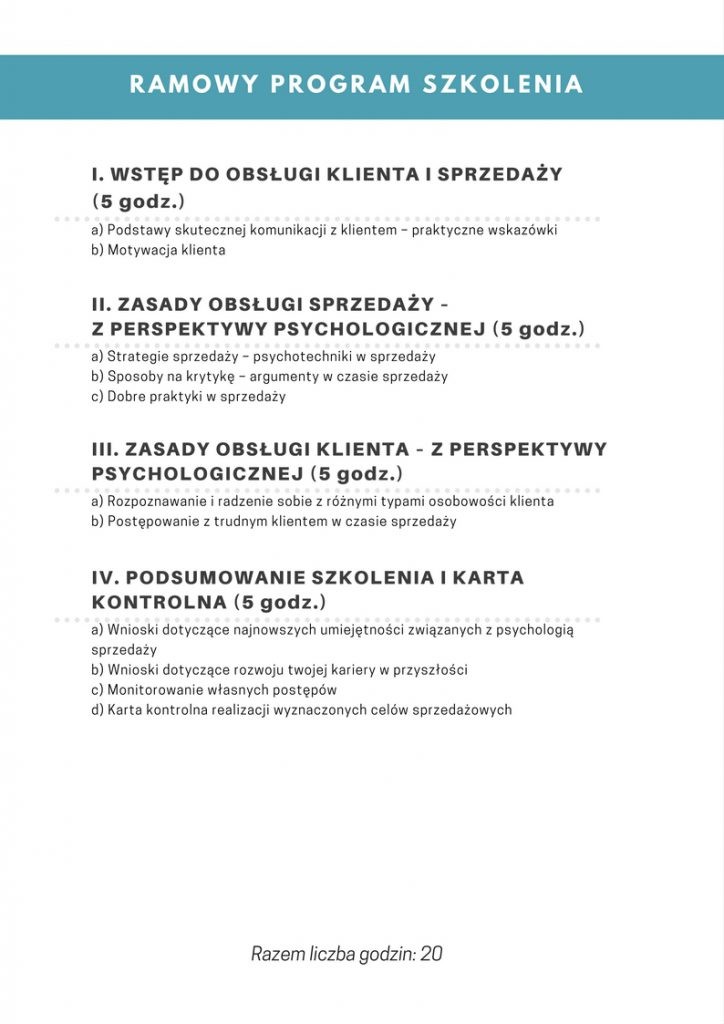 RAMOWY PROGRAM SZKOLENIA
I. WSTĘP DO OBSŁUGI KLIENTA I SPRZEDAŻY
(5 godz.)
a) Podstawy skutecznej komunikacji z klientem – praktyczne wskazówki
b) Motywacja klienta
II. ZASADY OBSŁUGI SPRZEDAŻY -
Z PERSPEKTYWY PSYCHOLOGICZNEJ (5 godz.)
a) Strategie sprzedaży – psychotechniki w sprzedaży
b) Sposoby na krytykę – argumenty w czasie sprzedaży
c) Dobre praktyki w sprzedaży
III. ZASADY OBSŁUGI KLIENTA - Z PERSPEKTYWY
PSYCHOLOGICZNEJ (5 godz.)
a) Rozpoznawanie i radzenie sobie z różnymi typami osobowości klienta
b) Postępowanie z trudnym klientem w czasie sprzedaży
IV. PODSUMOWANIE SZKOLENIA I KARTA
KONTROLNA (5 godz.)
a) Wnioski dotyczące najnowszych umiejętności związanych z psychologią
sprzedaży
b) Wnioski dotyczące rozwoju twojej kariery w przyszłości
c) Monitorowanie własnych postępów
d) Karta kontrolna realizacji wyznaczonych celów sprzedażowych
Razem liczba godzin: 20